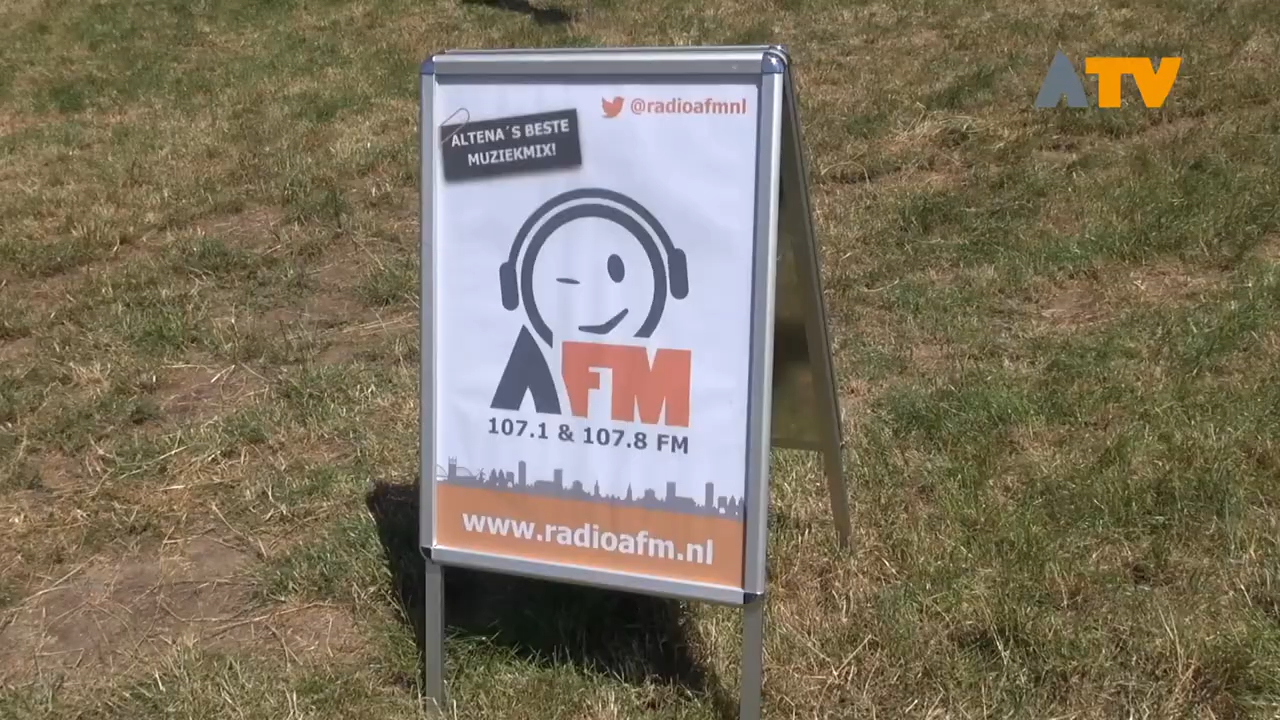 ATV
@radioafmnl
ALTENA´S BESTE
MUZIEKMIX!
AFM
107.1 & 107.8 FM
www.radioafm.nl